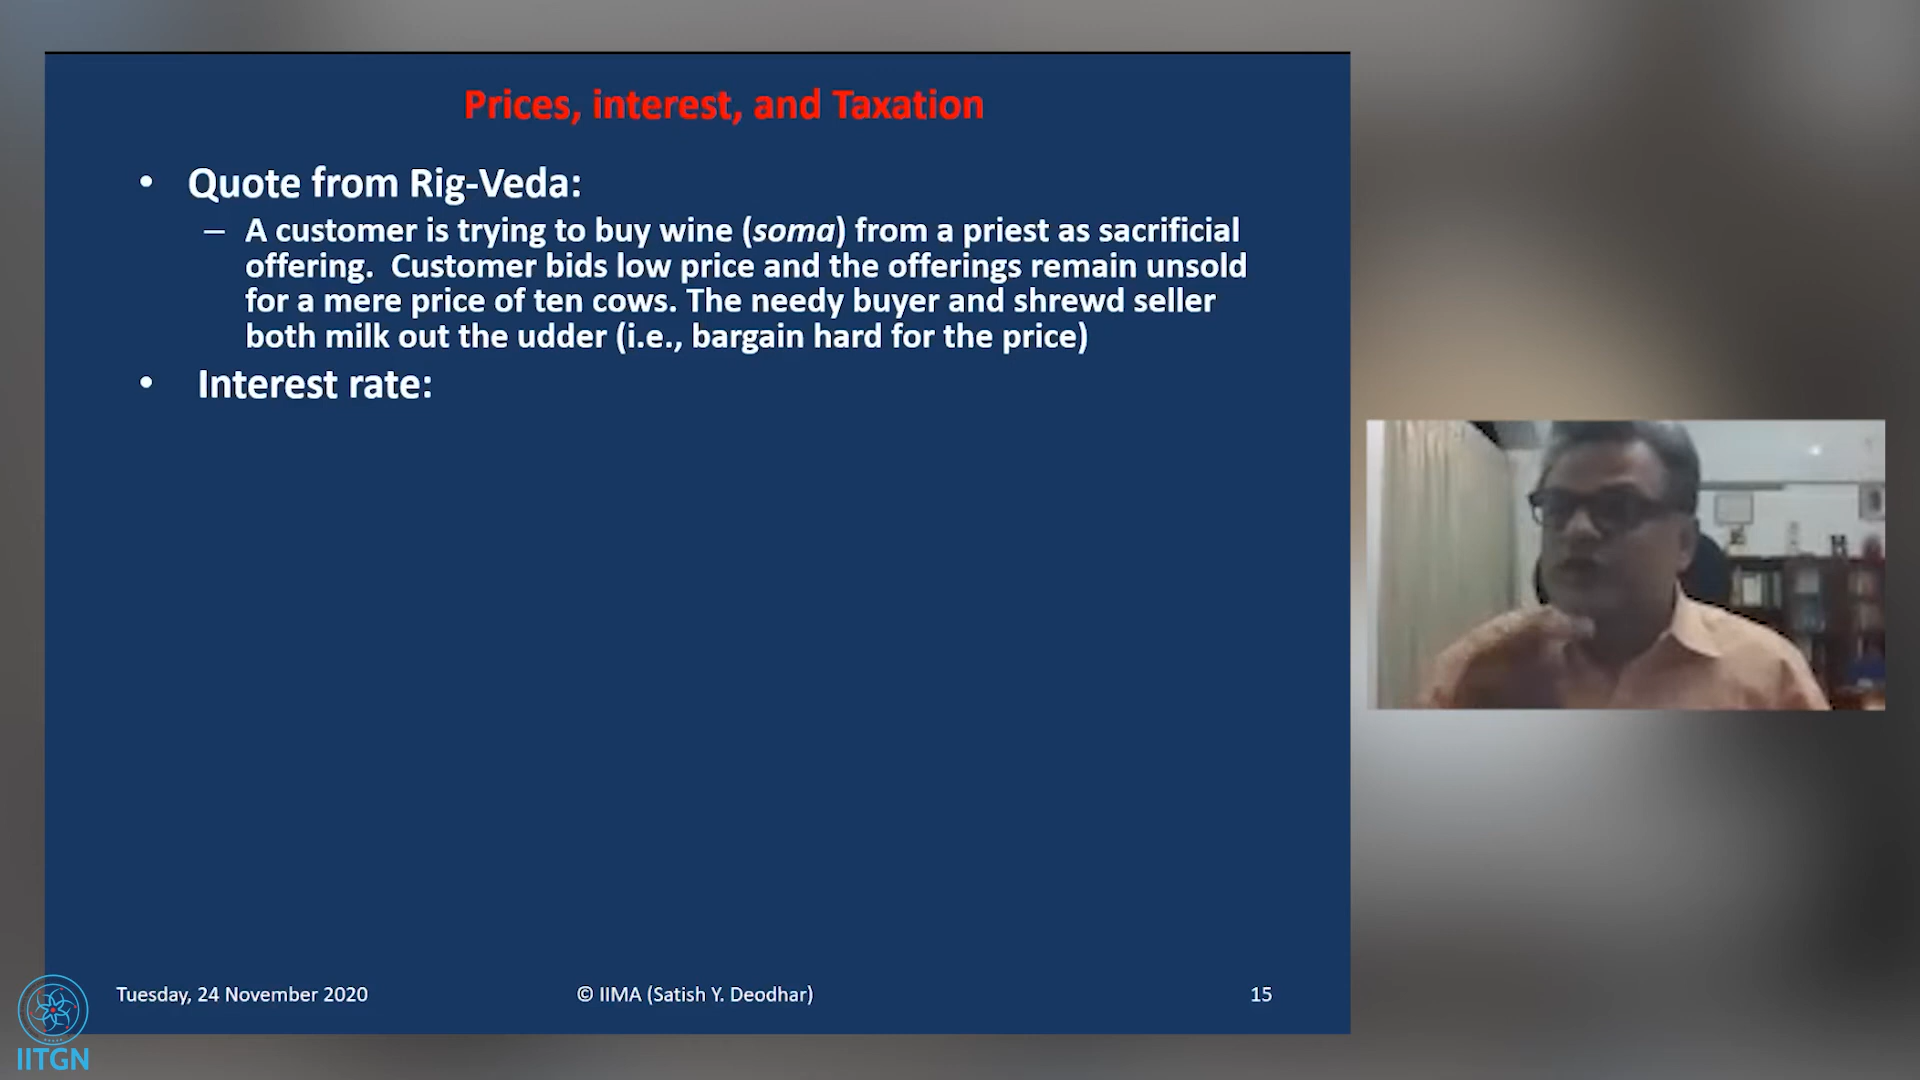 Prices, interest, and Taxation
• Quote from Rig-Veda:
– A customer is trying to buy wine (soma) from a priest as sacrificial
offering. Customer bids low price and the offerings remain unsold
for a mere price of ten cows. The needy buyer and shrewd seller
both milk out the udder (i.e., bargain hard for the price)
• Interest rate:
Tuesday, 24 November 2020
© IIMA (Satish Y. Deodhar)
15
IITGN